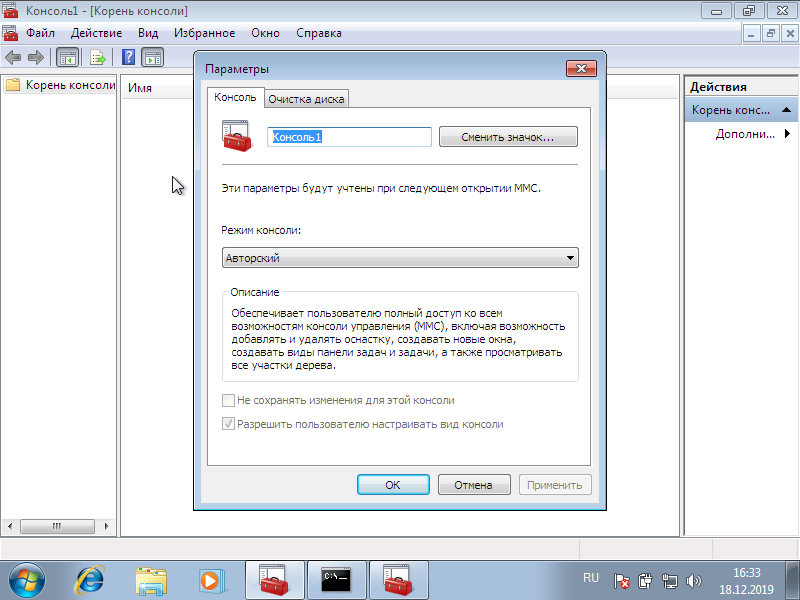 Консоль1 - [Корень консоли]
Файл Действие Вид Избранное Окно Справка
Корень консоли
Имя
Действия
Корень конс...
Дополни...
Параметры
Консоль Очистка диска
Консоль1 Сменить значок...
Эти параметры будут учтены при следующем открытии MMC.
Режим консоли:
Авторский
Описание
Обеспечивает пользователю полный доступ ко всем
возможностям консоли управления (MMC), включая возможность
добавлять и удалять оснастку, создавать новые окна,
создавать виды панели задач и задачи, а также просматривать
все участки дерева.
Не сохранять изменения для этой консоли
Разрешить пользователю настраивать вид консоли
ОК Отмена Применить
C:\_
RU
16:33
18.12.2019